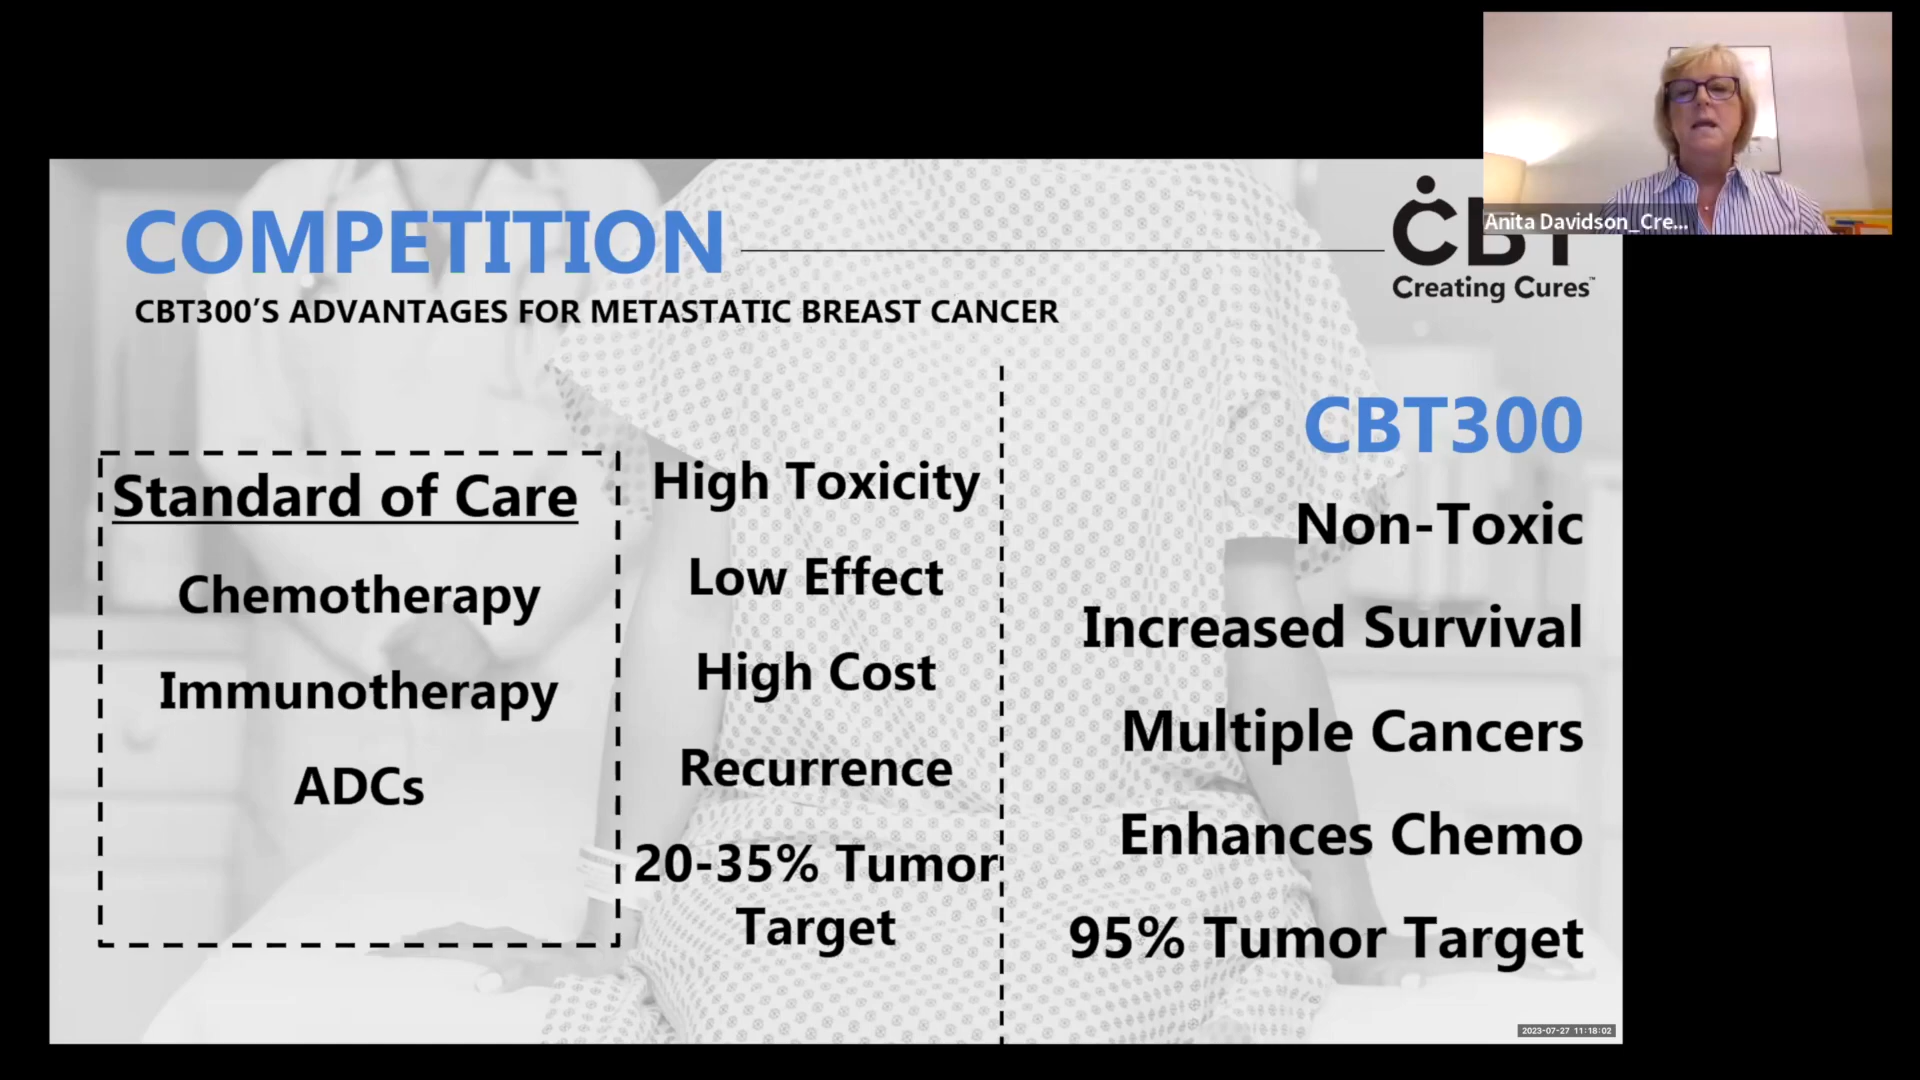 Anita Davidson_Cre...
COMPETITION
CBT
Creating Cures™
CBT300'S ADVANTAGES FOR METASTATIC BREAST CANCER
Standard of Care
Chemotherapy
Immunotherapy
ADCs
High Toxicity
Low Effect
High Cost
Recurrence
20-35% Tumor
Target
CBT300
Non-Toxic
Increased Survival
Multiple Cancers
Enhances Chemo
95% Tumor Target
2023-07-27 11:18:02